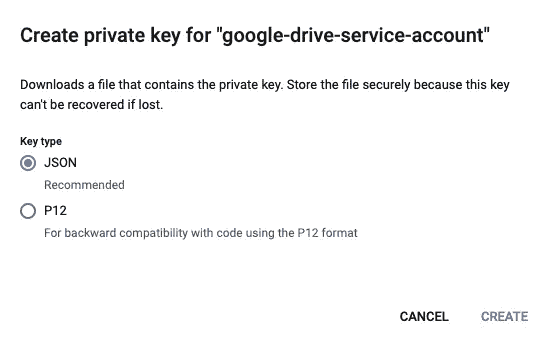 Create private key for "google-drive-service-account"
Downloads a file that contains the private key. Store the file securely because this key
can't be recovered if lost.
Key type
JSON
Recommended
P12
For backward compatibility with code using the P12 format
CANCEL CREATE